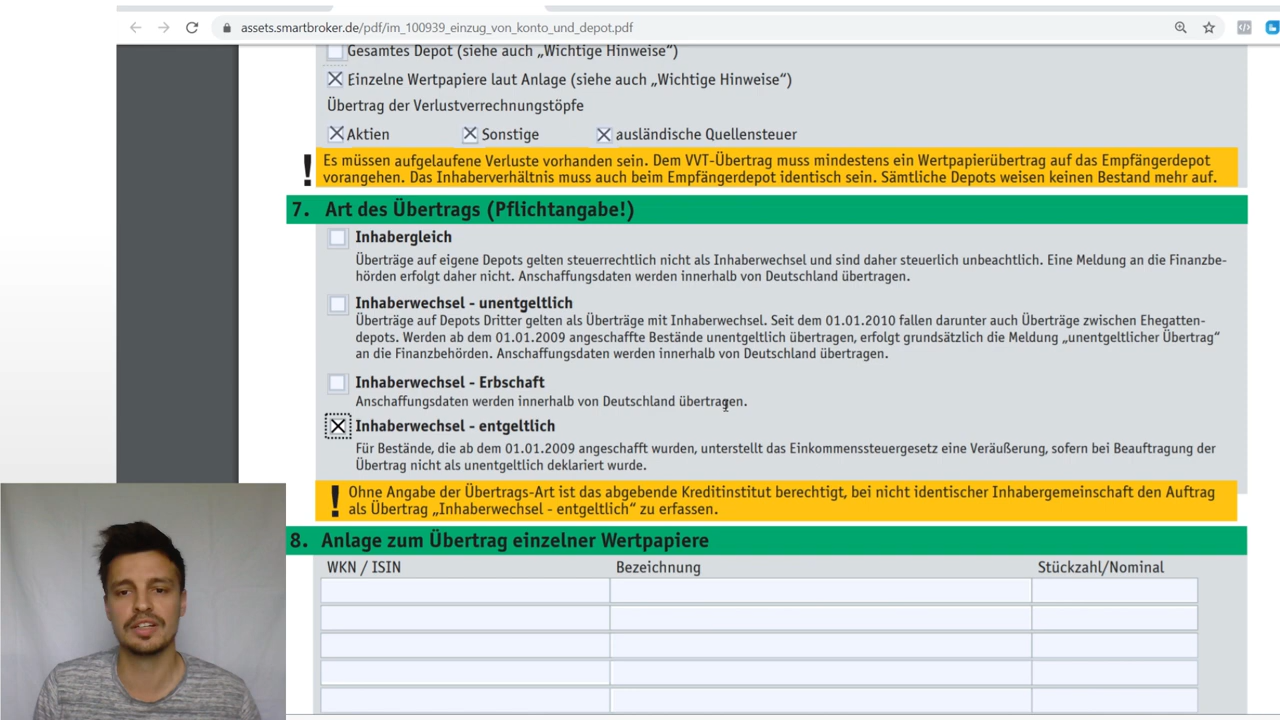 assets.smartbroker.de/pdf/im_100939_einzug_von_konto_und_depot.pdf
Gesamtes Depot (siehe auch „Wichtige Hinweise“)
Einzelne Wertpapiere laut Anlage (siehe auch „Wichtige Hinweise“)
Übertrag der Verlustverrechnungstöpfe
Aktien Sonstige ausländische Quellensteuer
! Es müssen aufgelaufene Verluste vorhanden sein. Dem VVT-Übertrag muss mindestens ein Wertpapierübertrag auf das Empfängerdepot
vorangehen. Das Inhaberverhältnis muss auch beim Empfängerdepot identisch sein. Sämtliche Depots weisen keinen Bestand mehr auf.
7. Art des Übertrags (Pflichtangabe!)
Inhabergleich
Überträge auf eigene Depots gelten steuerrechtlich nicht als Inhaberwechsel und sind daher steuerlich unbeachtlich. Eine Meldung an die Finanzbe-
hörden erfolgt daher nicht. Anschaffungsdaten werden innerhalb von Deutschland übertragen.
Inhaberwechsel - unentgeltlich
Überträge auf Depots Dritter gelten als Überträge mit Inhaberwechsel. Seit dem 01.01.2010 fallen darunter auch Überträge zwischen Ehegatten-
depots. Werden ab dem 01.01.2009 angeschaffte Bestände unentgeltlich übertragen, erfolgt grundsätzlich die Meldung „unentgeltlicher Übertrag“
an die Finanzbehörden. Anschaffungsdaten werden innerhalb von Deutschland übertragen.
Inhaberwechsel - Erbschaft
Anschaffungsdaten werden innerhalb von Deutschland übertragen.
Inhaberwechsel - entgeltlich
Für Bestände, die ab dem 01.01.2009 angeschafft wurden, unterstellt das Einkommenssteuergesetz eine Veräußerung, sofern bei Beauftragung der
Übertrag nicht als unentgeltlich deklariert wurde.
! Ohne Angabe der Übertrags-Art ist das abgebende Kreditinstitut berechtigt, bei nicht identischer Inhabergemeinschaft den Auftrag
als Übertrag „Inhaberwechsel - entgeltlich“ zu erfassen.
8. Anlage zum Übertrag einzelner Wertpapiere
WKN / ISIN Bezeichnung Stückzahl/Nominal